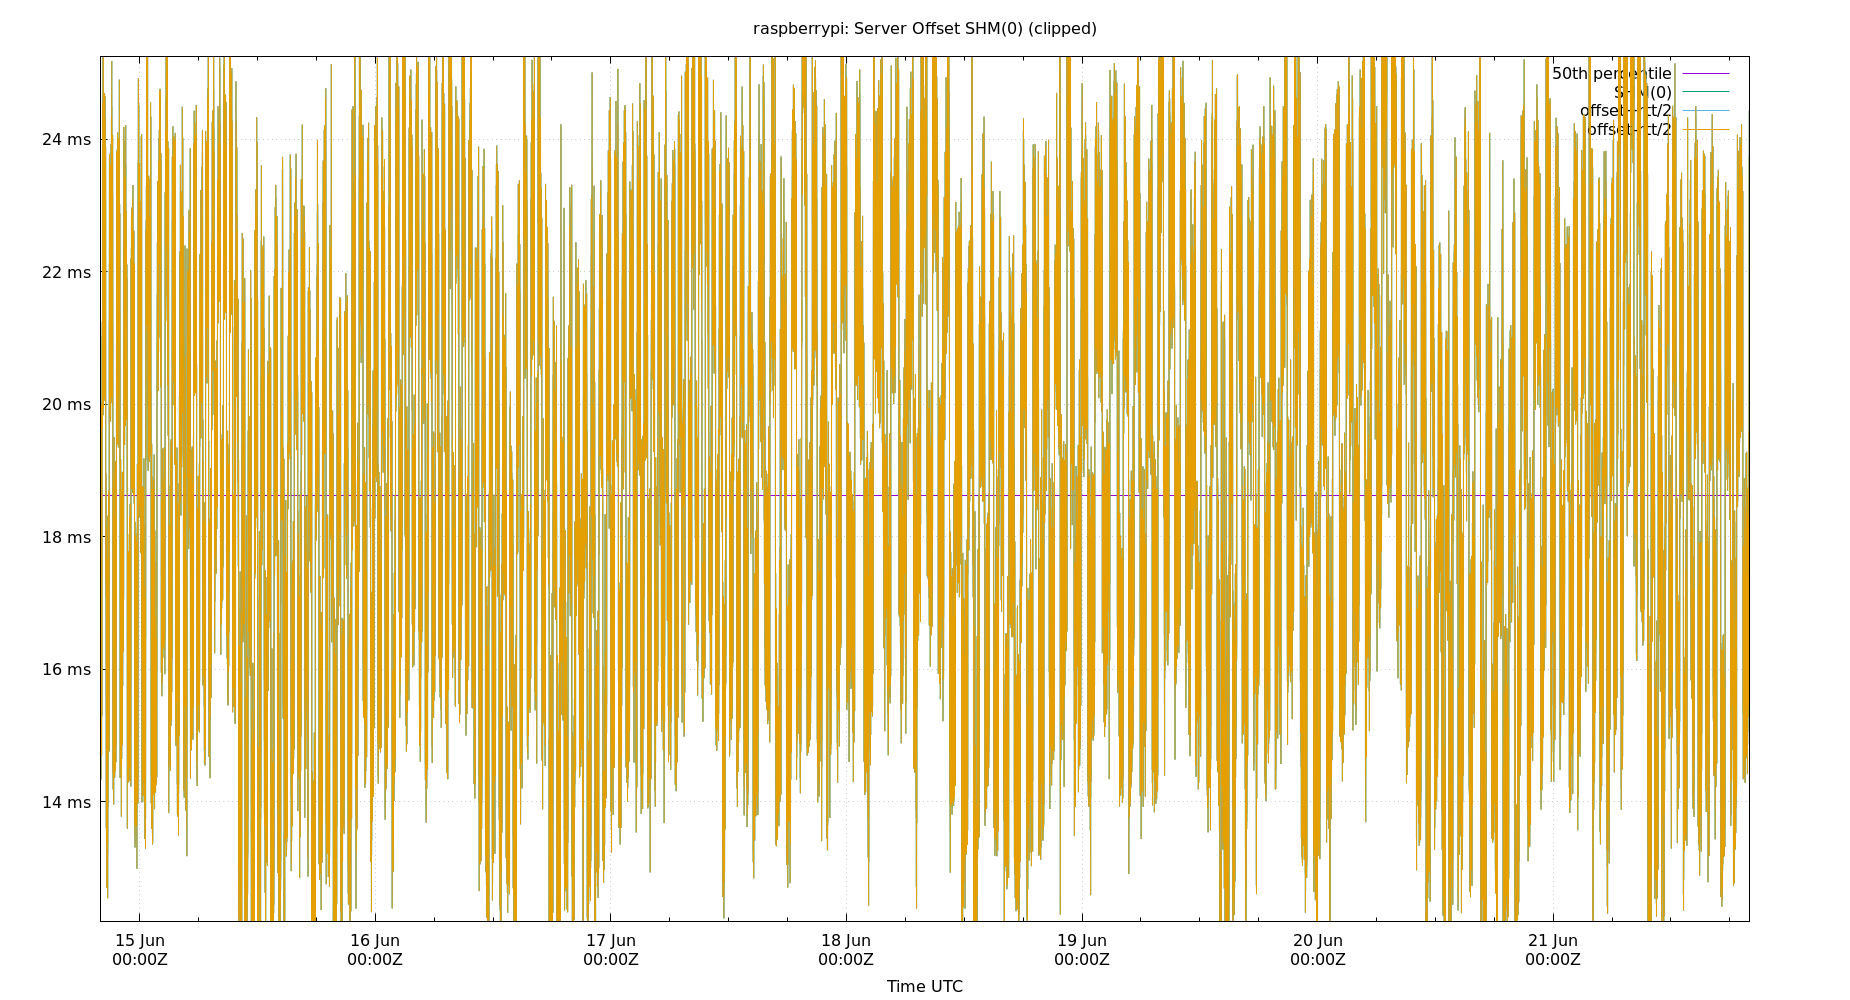 raspberrypi: Server Offset SHM(0) (clipped)
50th percentile
SHM(0)
offset-rtt/2
offset+rtt/2
24 ms
22 ms
20 ms
18 ms
16 ms
14 ms
15 Jun 16 Jun 17 Jun 18 Jun 19 Jun 20 Jun 21 Jun
00:00Z 00:00Z 00:00Z 00:00Z 00:00Z 00:00Z 00:00Z
Time UTC